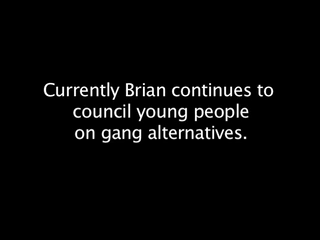 Currently Brian continues to
council young people
on gang alternatives.